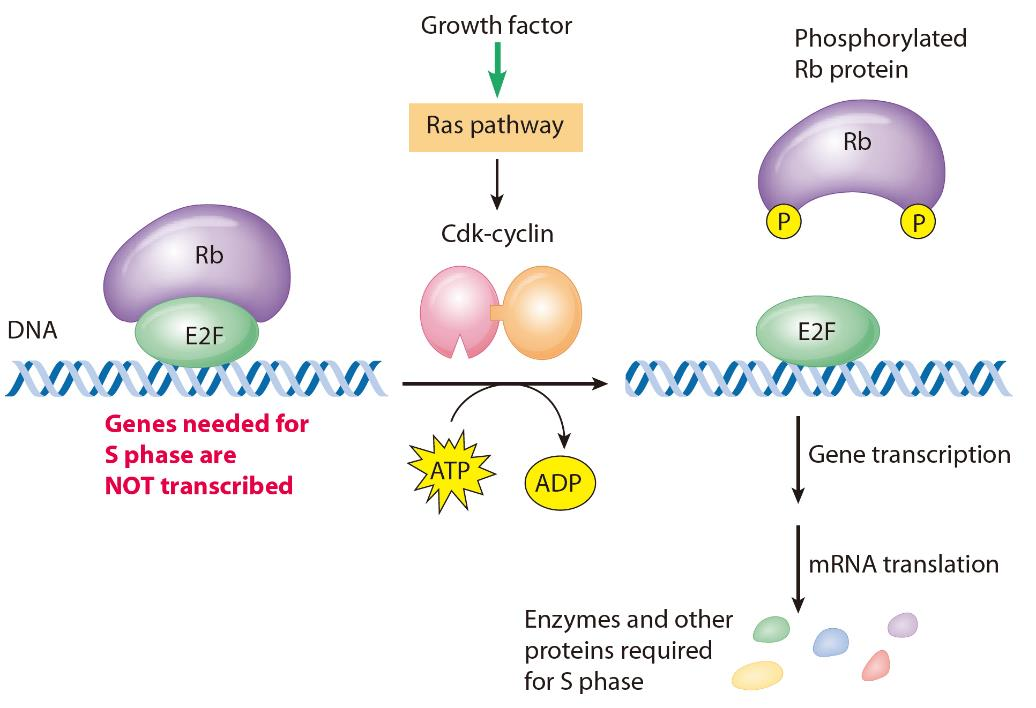 Growth factor
Ras pathway
Cdk-cyclin
Phosphorylated
Rb protein
Rb
P
P
Rb
E2F
DNA
E2F
Genes needed for
S phase are
NOT transcribed
ATP
ADP
Gene transcription
mRNA translation
Enzymes and other
proteins required
for S phase